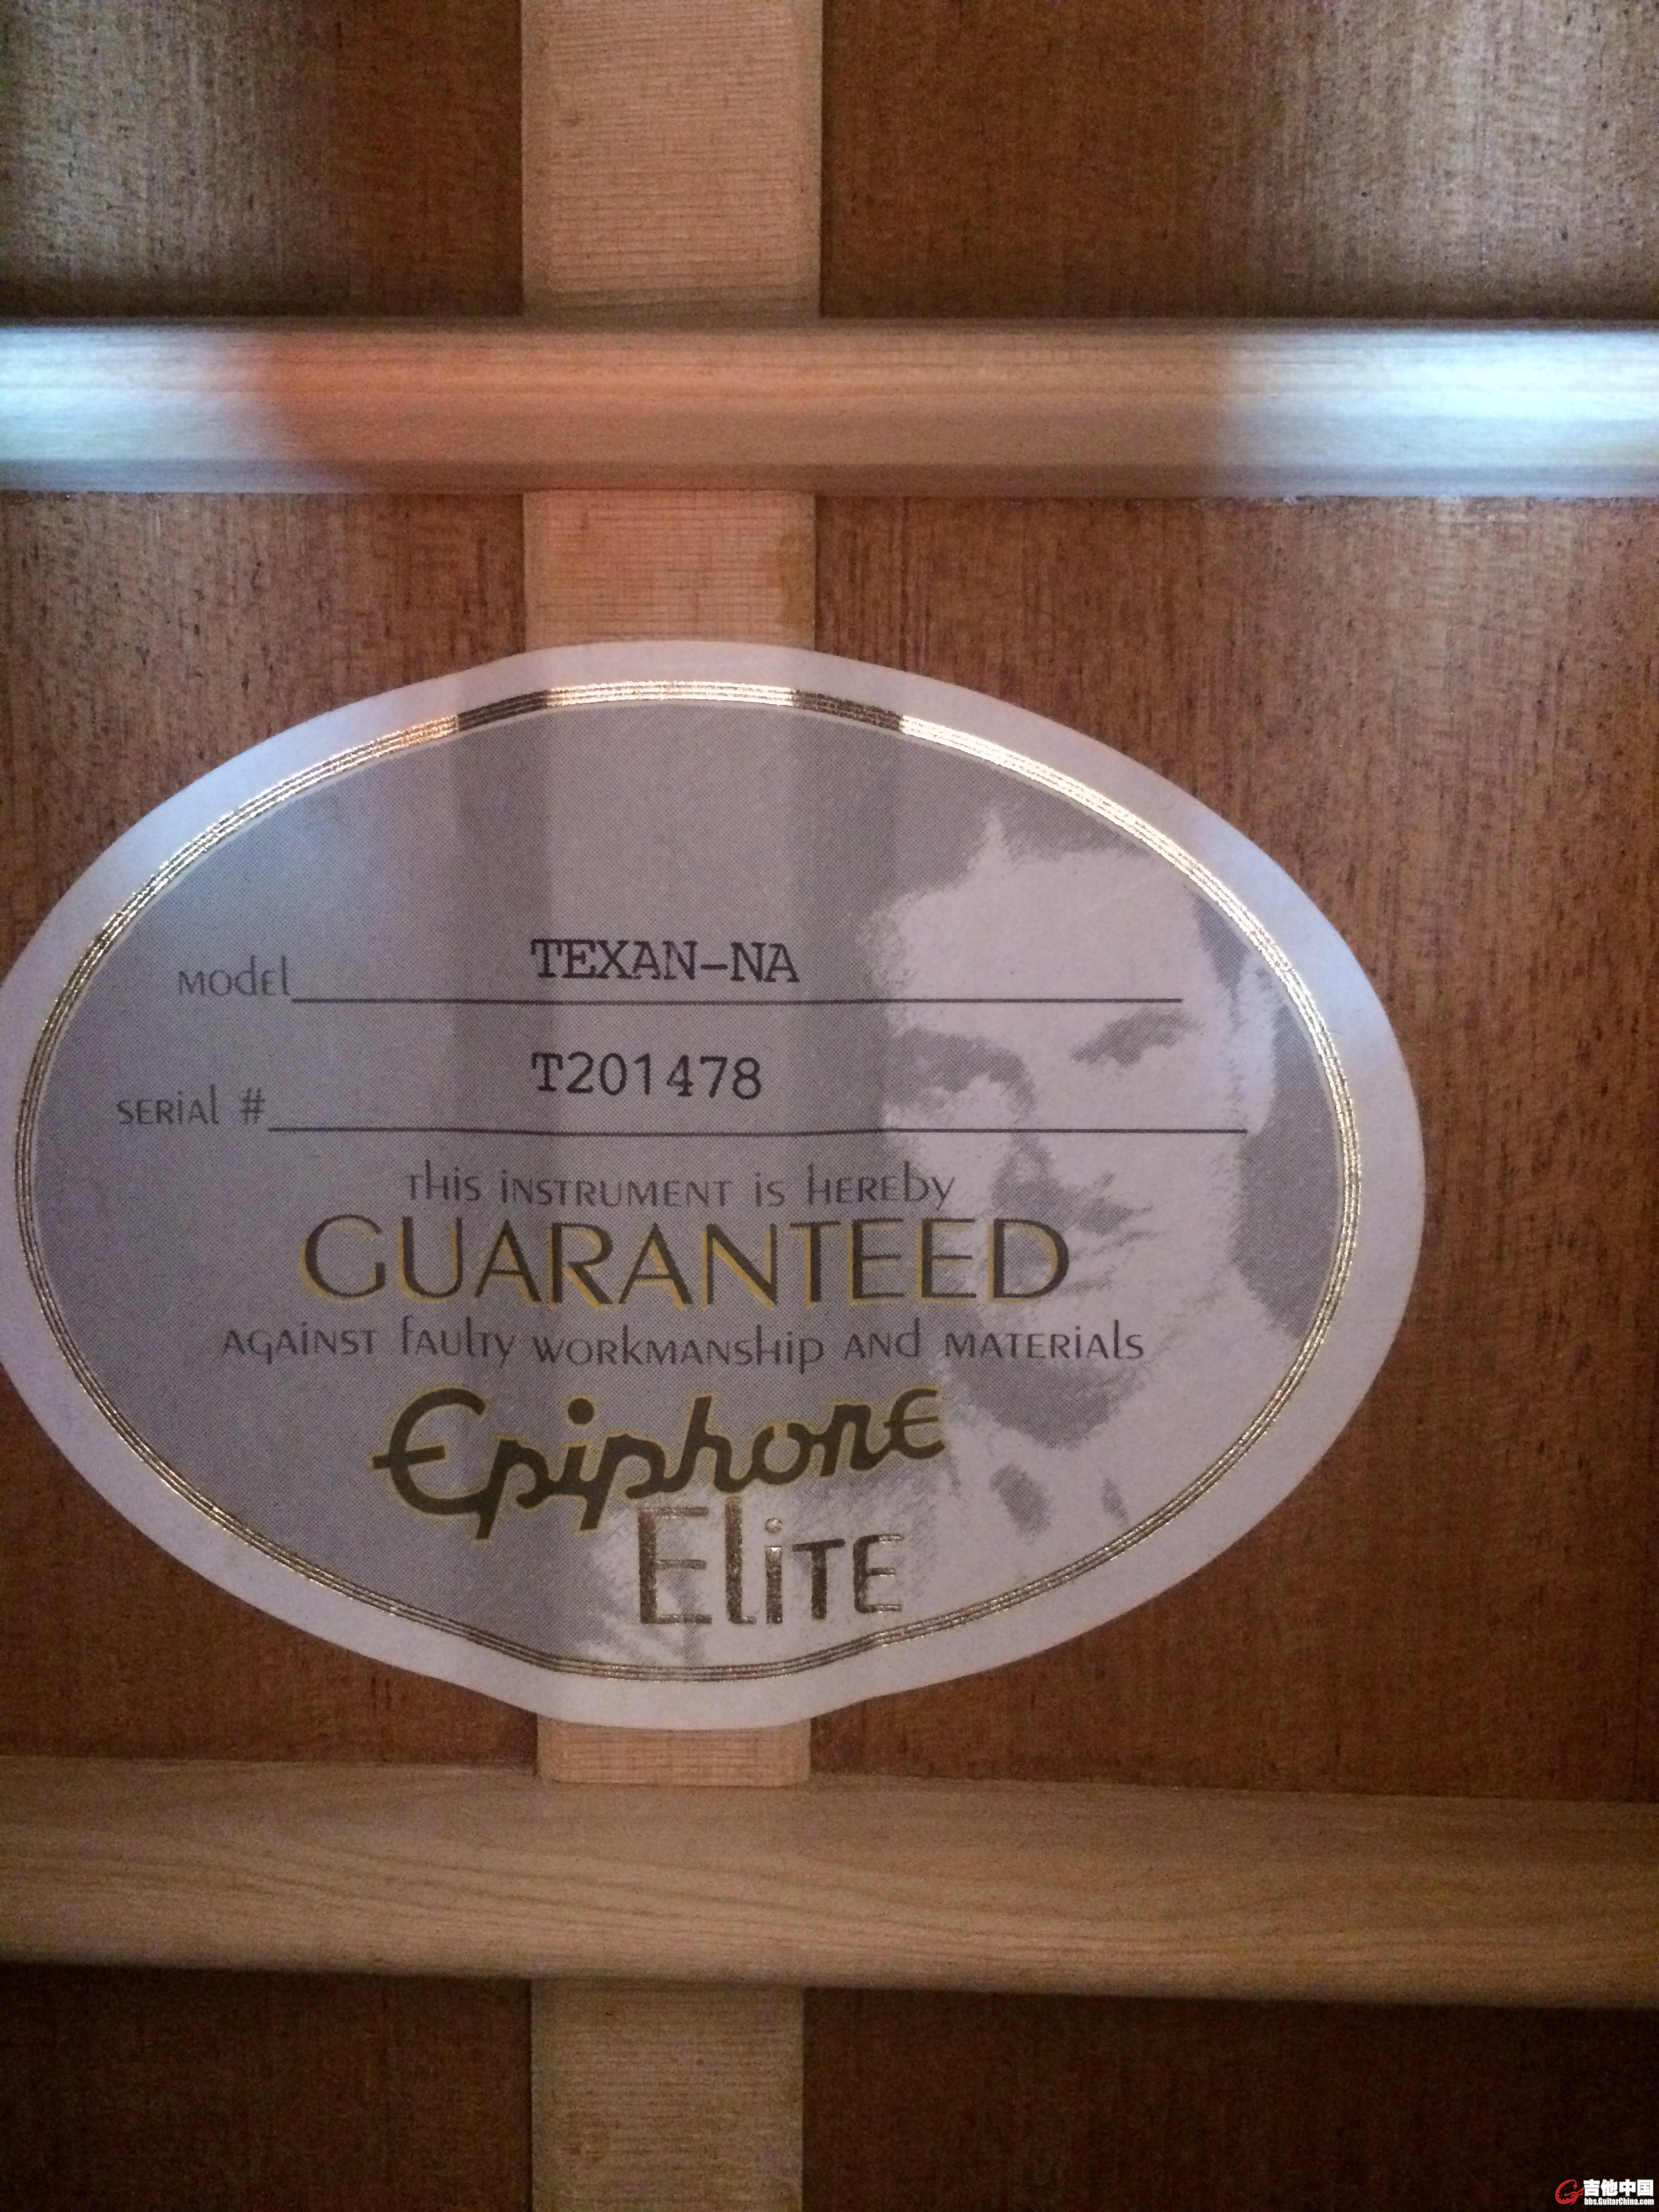 Model TEXAN-NA
Serial # T201478
This instrument is hereby
GUARANTEED
against faulty workmanship and materials
Epiphone
Elite
吉他中国
bbs.GuitarChina.com